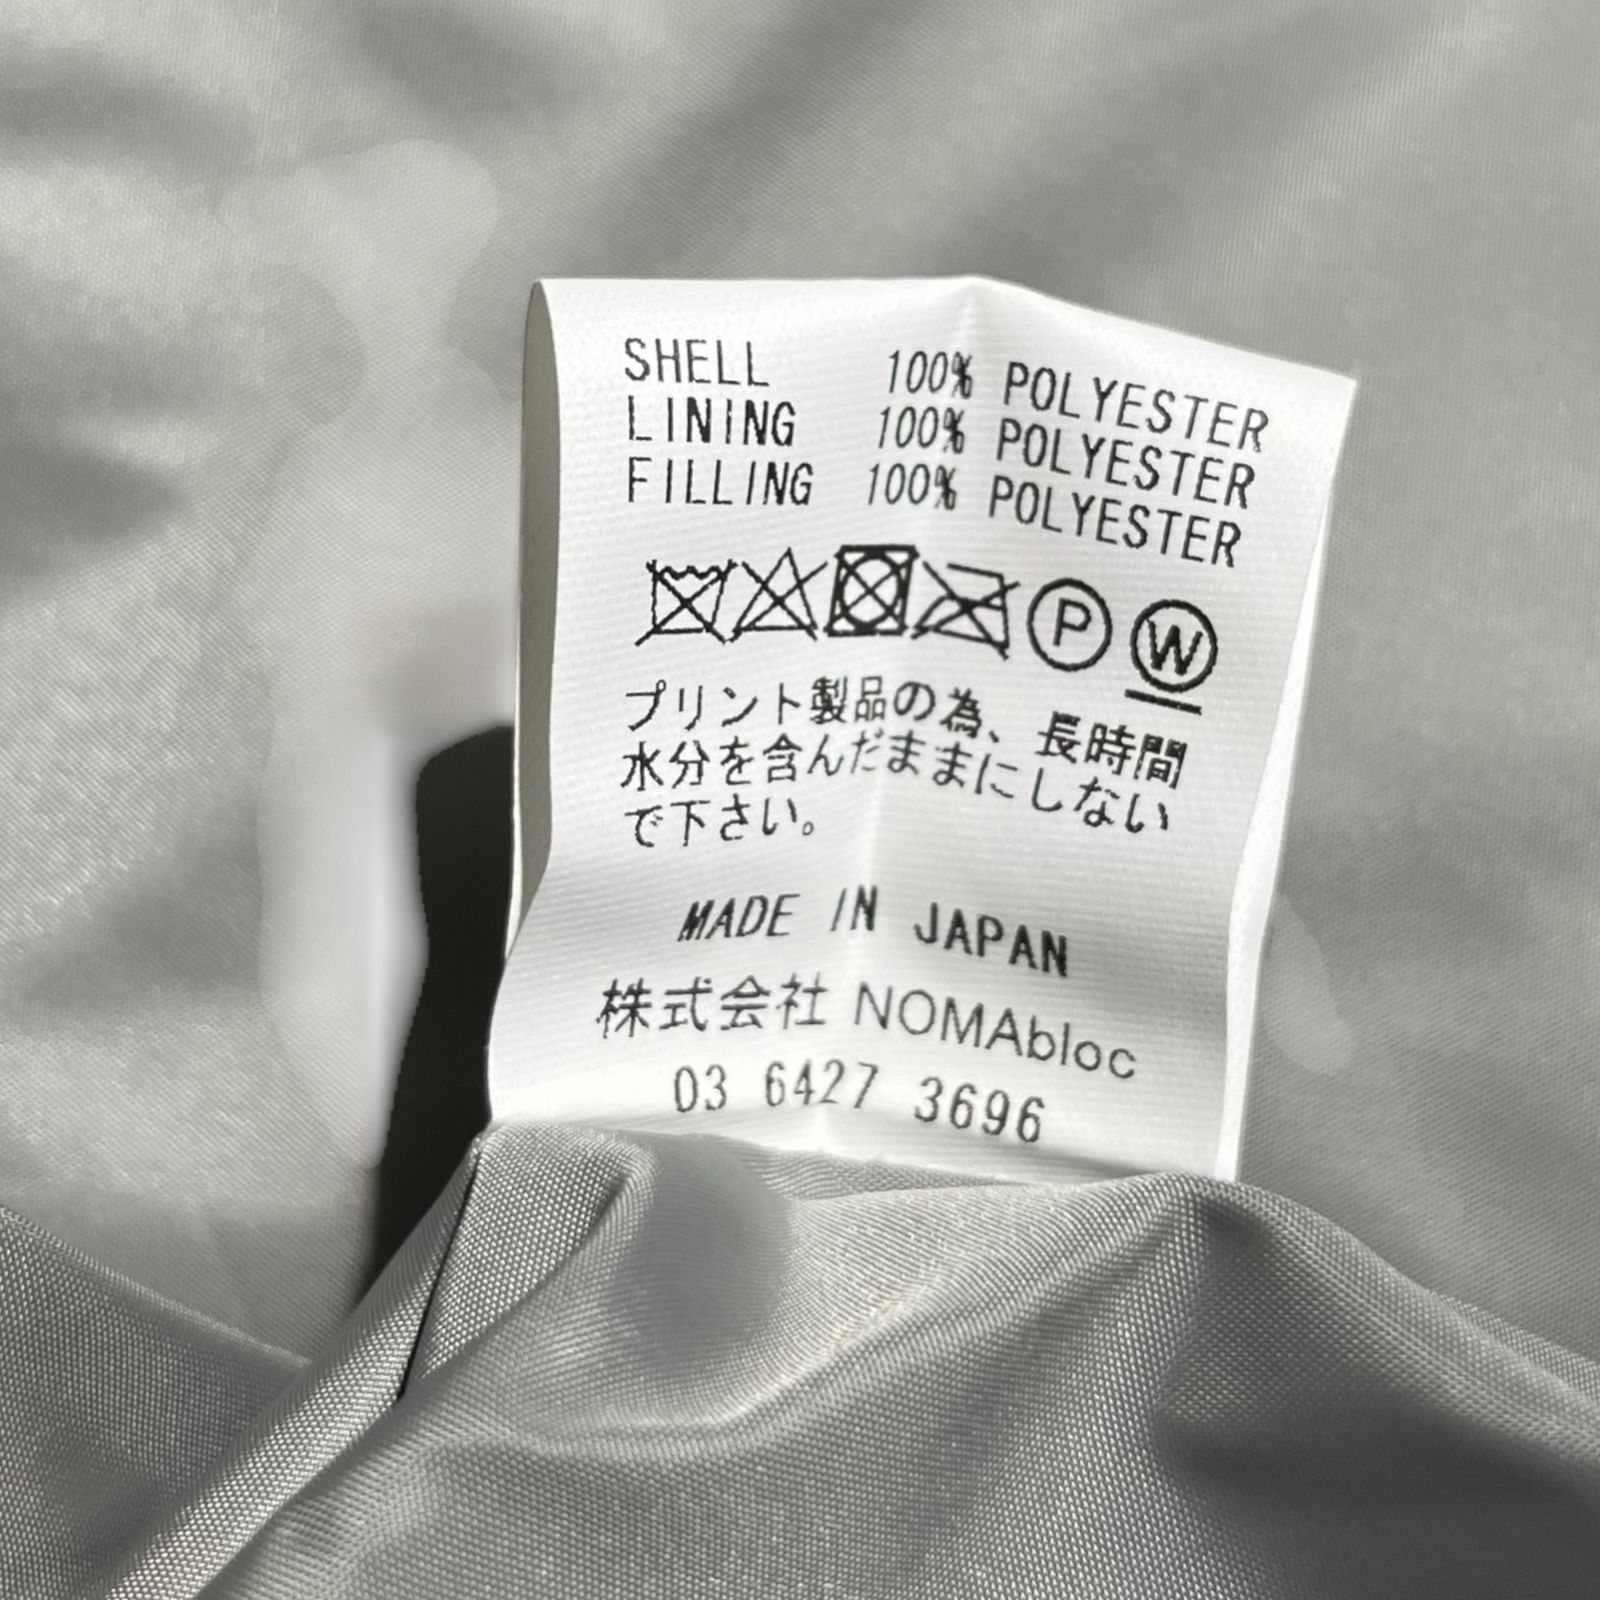 SHELL 100% POLYESTER
LINING 100% POLYESTER
FILLING 100% POLYESTER
P W
プリント製品の為、長時間
水分を含んだままにしない
で下さい。
MADE IN JAPAN
株式会社 NOMAbloc
03 6427 3696